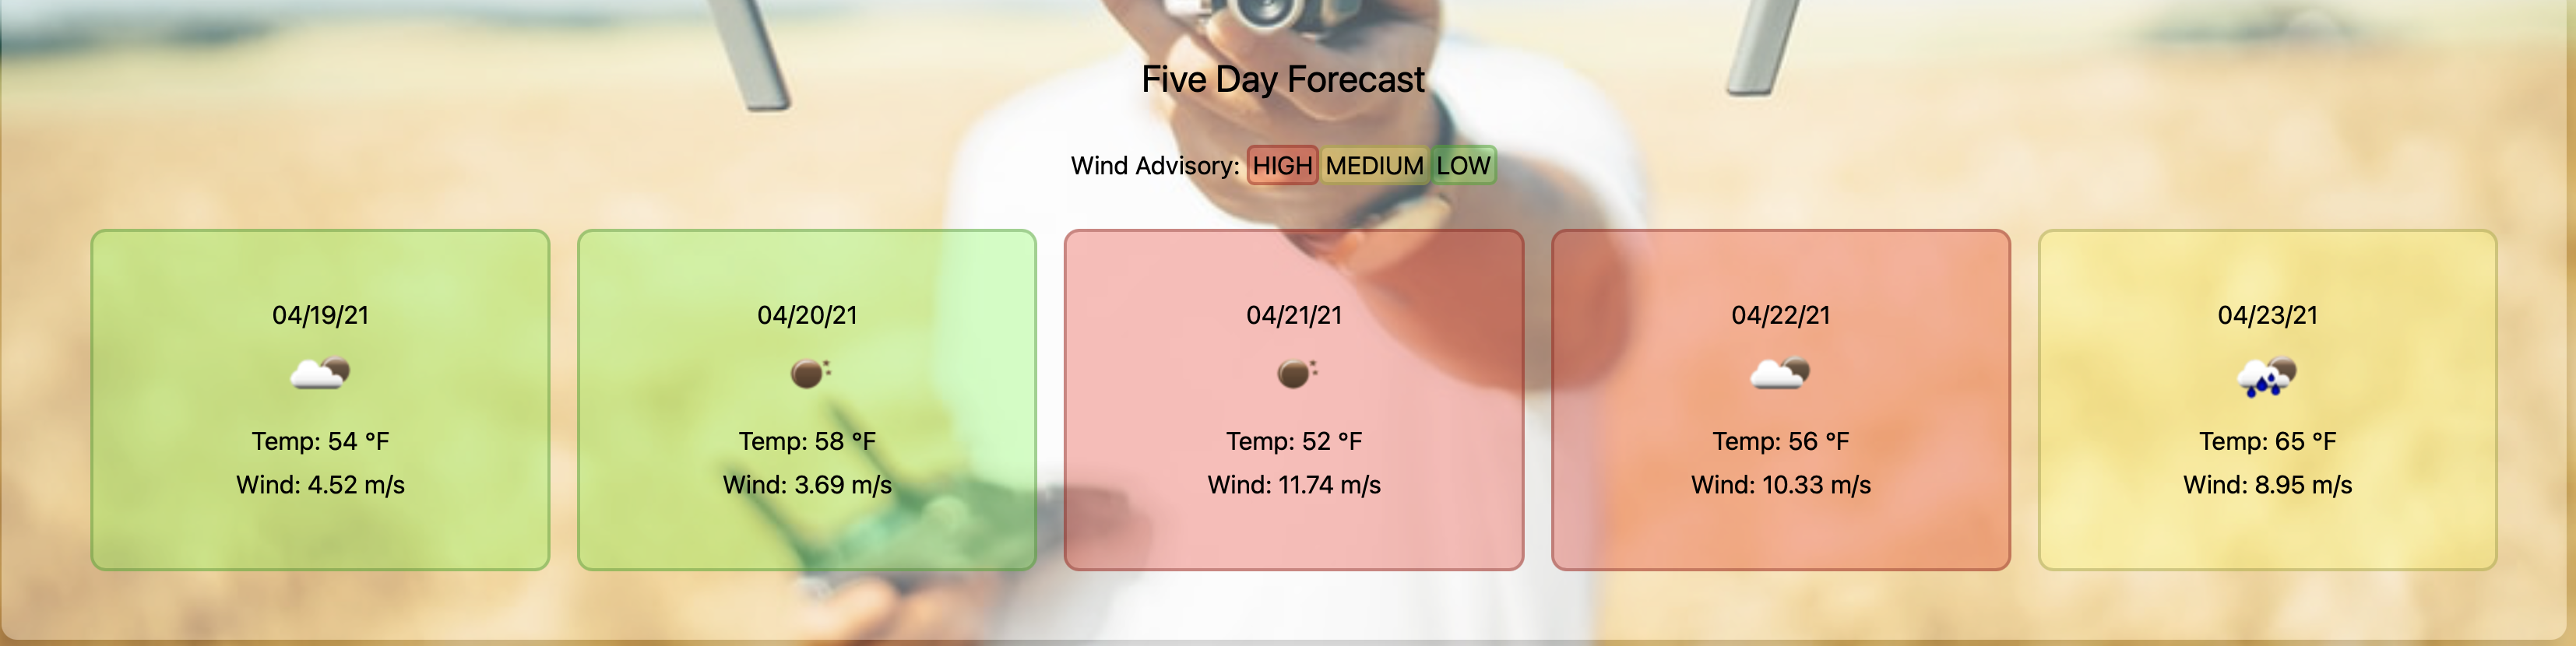 Five Day Forecast
Wind Advisory: HIGH MEDIUM LOW
04/19/21
Temp: 54 °F
Wind: 4.52 m/s
04/20/21
Temp: 58 °F
Wind: 3.69 m/s
04/21/21
Temp: 52 °F
Wind: 11.74 m/s
04/22/21
Temp: 56 °F
Wind: 10.33 m/s
04/23/21
Temp: 65 °F
Wind: 8.95 m/s